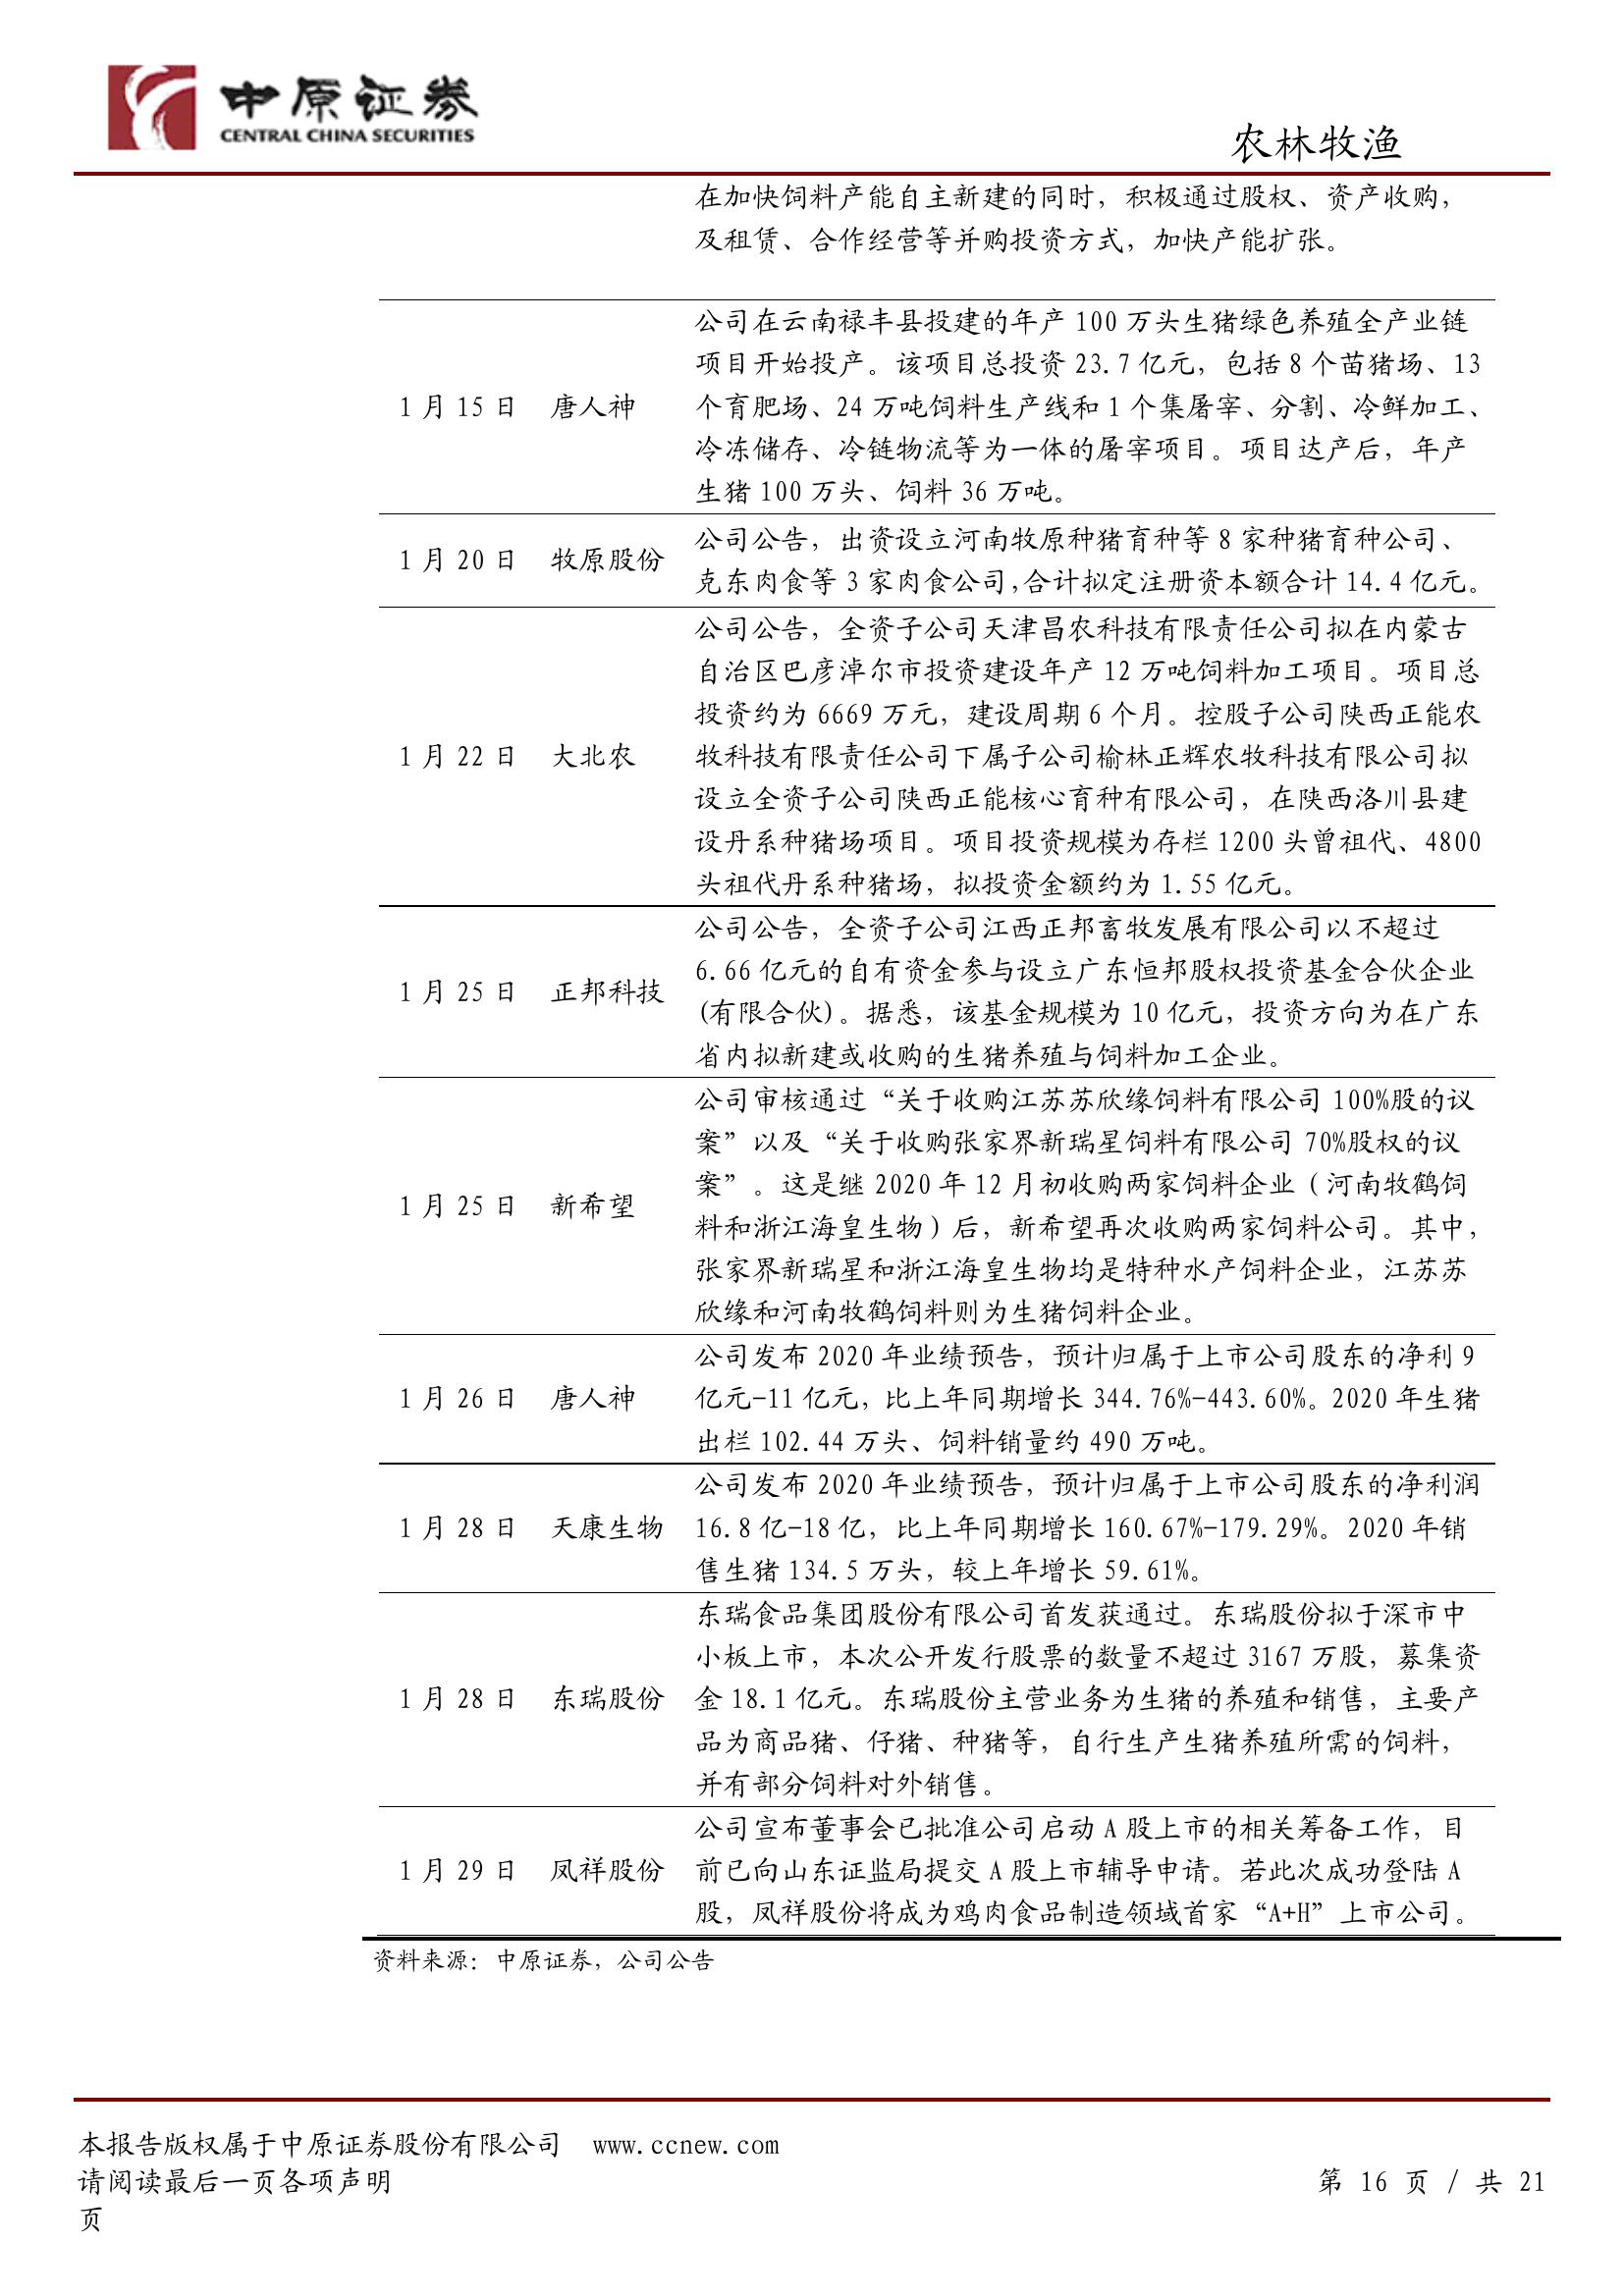 中原证券
CENTRAL CHINA SECURITIES
农林牧渔
在加快饲料产能自主新建的同时，积极通过股权、资产收购，
及租赁、合作经营等并购投资方式，加快产能扩张。
公司在云南禄丰县投建的年产 100 万头生猪绿色养殖全产业链
项目开始投产。该项目总投资 23.7 亿元，包括 8 个苗猪场、13
1 月 15 日 唐人神 个育肥场、24 万吨饲料生产线和 1 个集屠宰、分割、冷鲜加工、
冷冻储存、冷链物流等为一体的屠宰项目。项目达产后，年产
生猪 100 万头、饲料 36 万吨。
公司公告，出资设立河南牧原种猪育种等 8 家种猪育种公司、
1 月 20 日 牧原股份
克东肉食等 3 家肉食公司,合计拟定注册资本额合计 14.4 亿元。
公司公告，全资子公司天津昌农科技有限责任公司拟在内蒙古
自治区巴彦淖尔市投资建设年产 12 万吨饲料加工项目。项目总
投资约为 6669 万元，建设周期 6 个月。控股子公司陕西正能农
1 月 22 日 大北农 牧科技有限责任公司下属子公司榆林正辉农牧科技有限公司拟
设立全资子公司陕西正能核心育种有限公司，在陕西洛川县建
设丹系种猪场项目。项目投资规模为存栏 1200 头曾祖代、4800
头祖代丹系种猪场，拟投资金额约为 1.55 亿元。
公司公告，全资子公司江西正邦畜牧发展有限公司以不超过
6.66 亿元的自有资金参与设立广东恒邦股权投资基金合伙企业
1 月 25 日 正邦科技
(有限合伙)。据悉，该基金规模为 10 亿元，投资方向为在广东
省内拟新建或收购的生猪养殖与饲料加工企业。
公司审核通过“关于收购江苏苏欣缘饲料有限公司 100%股的议
案”以及“关于收购张家界新瑞星饲料有限公司 70%股权的议
案”。这是继 2020 年 12 月初收购两家饲料企业（河南牧鹤饲
1 月 25 日 新希望
料和浙江海皇生物）后，新希望再次收购两家饲料公司。其中，
张家界新瑞星和浙江海皇生物均是特种水产饲料企业，江苏苏
欣缘和河南牧鹤饲料则为生猪饲料企业。
公司发布 2020 年业绩预告，预计归属于上市公司股东的净利 9
1 月 26 日 唐人神 亿元-11 亿元，比上年同期增长 344.76%-443.60%。2020 年生猪
出栏 102.44 万头、饲料销量约 490 万吨。
公司发布 2020 年业绩预告，预计归属于上市公司股东的净利润
1 月 28 日 天康生物 16.8 亿-18 亿，比上年同期增长 160.67%-179.29%。2020 年销
售生猪 134.5 万头，较上年增长 59.61%。
东瑞食品集团股份有限公司首发获通过。东瑞股份拟于深市中
小板上市，本次公开发行股票的数量不超过 3167 万股，募集资
1 月 28 日 东瑞股份 金 18.1 亿元。东瑞股份主营业务为生猪的养殖和销售，主要产
品为商品猪、仔猪、种猪等，自行生产生猪养殖所需的饲料，
并有部分饲料对外销售。
公司宣布董事会已批准公司启动 A 股上市的相关筹备工作，目
1 月 29 日 凤祥股份 前已向山东证监局提交 A 股上市辅导申请。若此次成功登陆 A
股，凤祥股份将成为鸡肉食品制造领域首家“A+H”上市公司。
资料来源：中原证券，公司公告
本报告版权属于中原证券股份有限公司 www.ccnew.com
请阅读最后一页各项声明 第 16 页 / 共 21
页